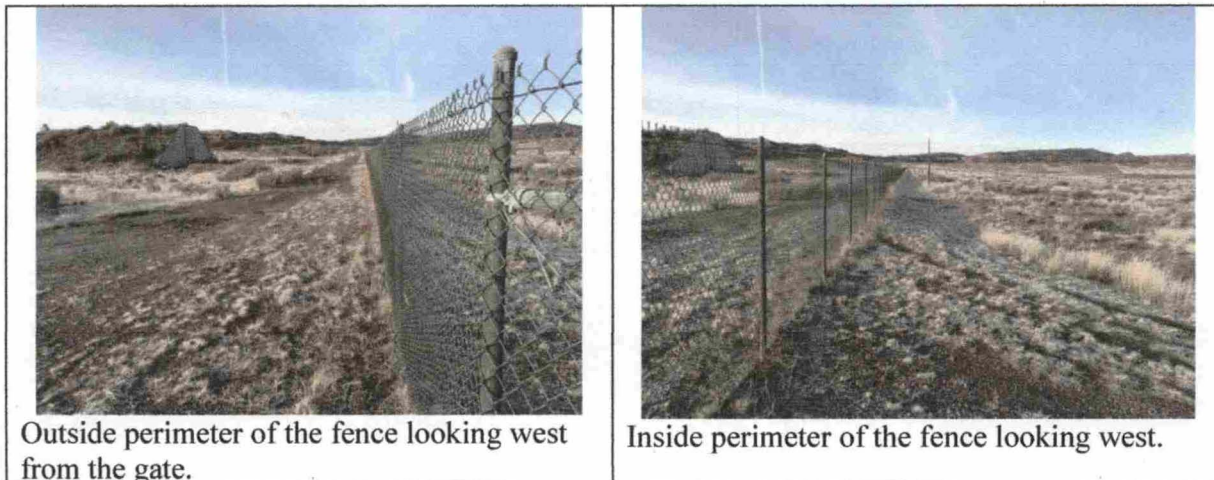 Outside perimeter of the fence looking west
from the gate.
Inside perimeter of the fence looking west.